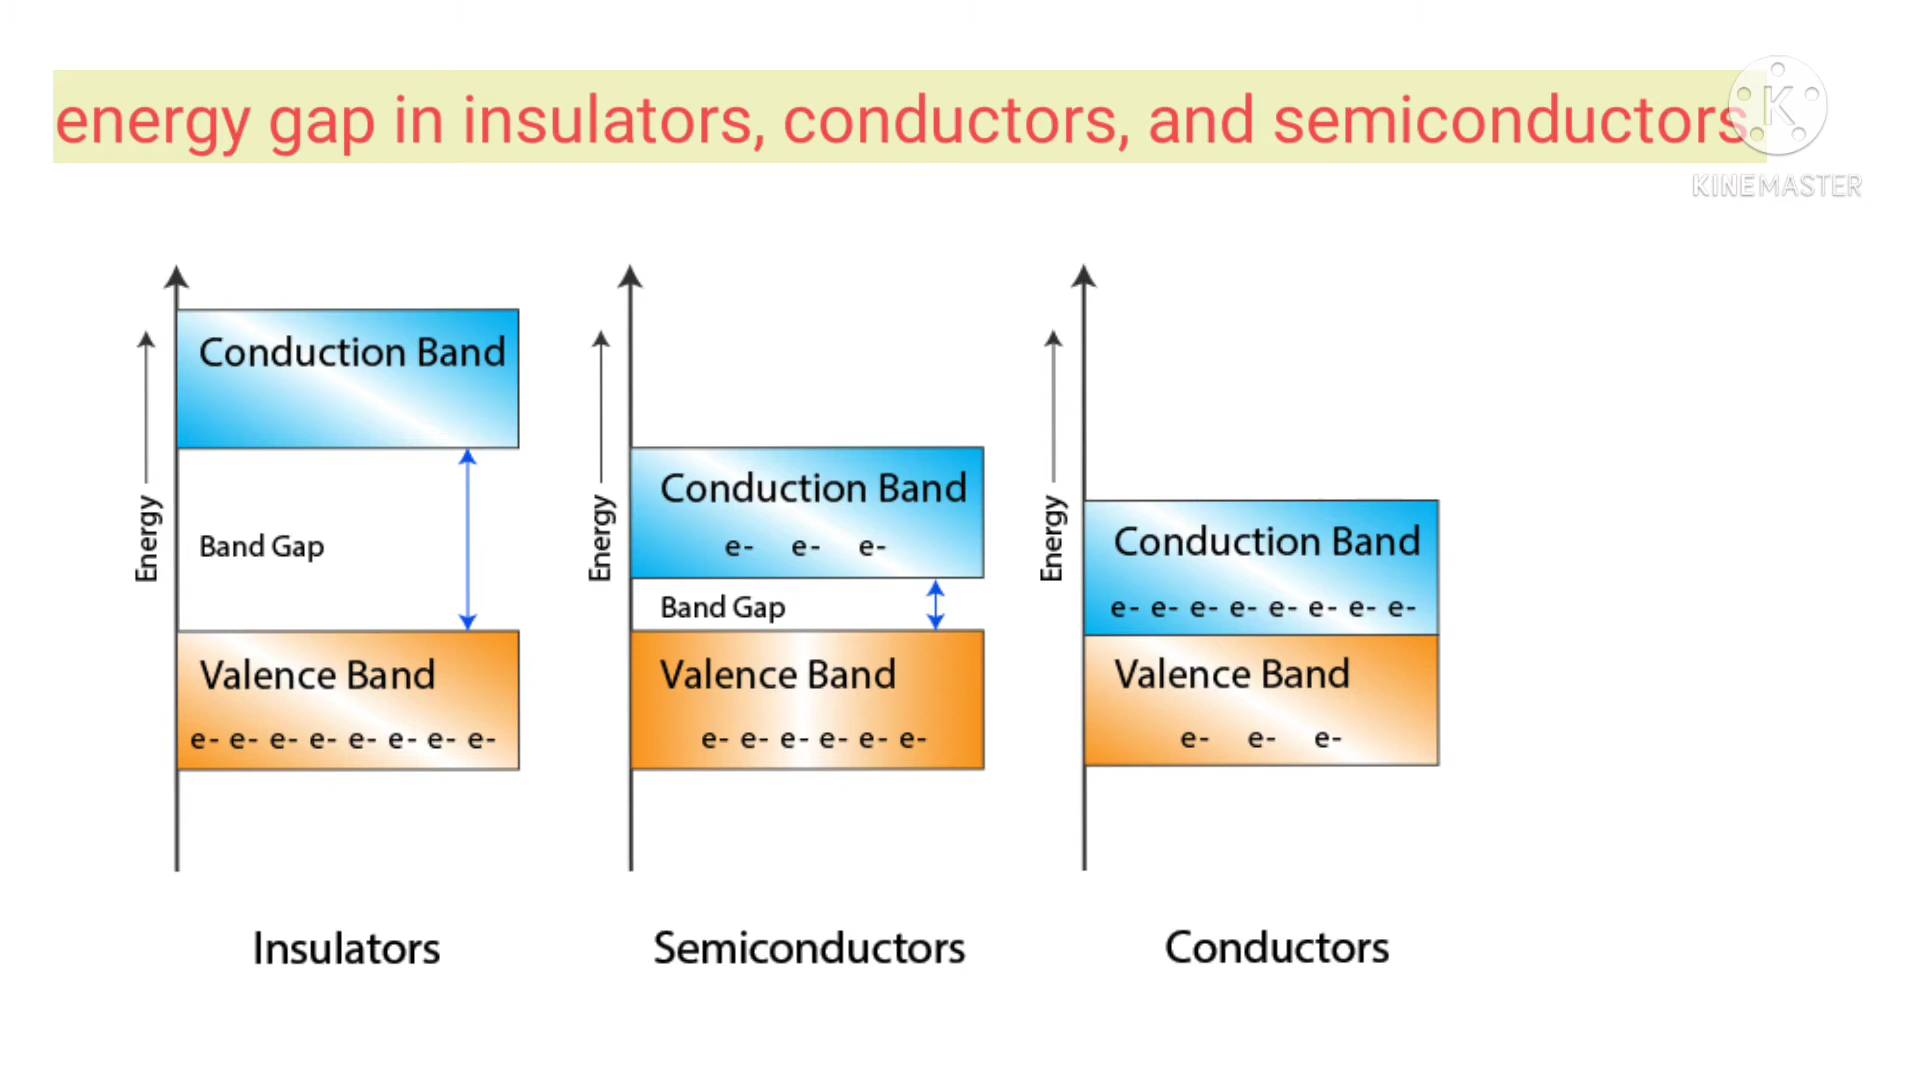 energy gap in insulators, conductors, and semiconductors.
K
KINEMASTER
Energy
Conduction Band
Band Gap
Valence Band
e- e- e- e- e- e- e- e-
Insulators
Energy
Conduction Band
e- e- e-
Band Gap
Valence Band
e- e- e- e- e- e-
Semiconductors
Energy
Conduction Band
e- e- e- e- e- e- e- e-
Valence Band
e- e- e-
Conductors